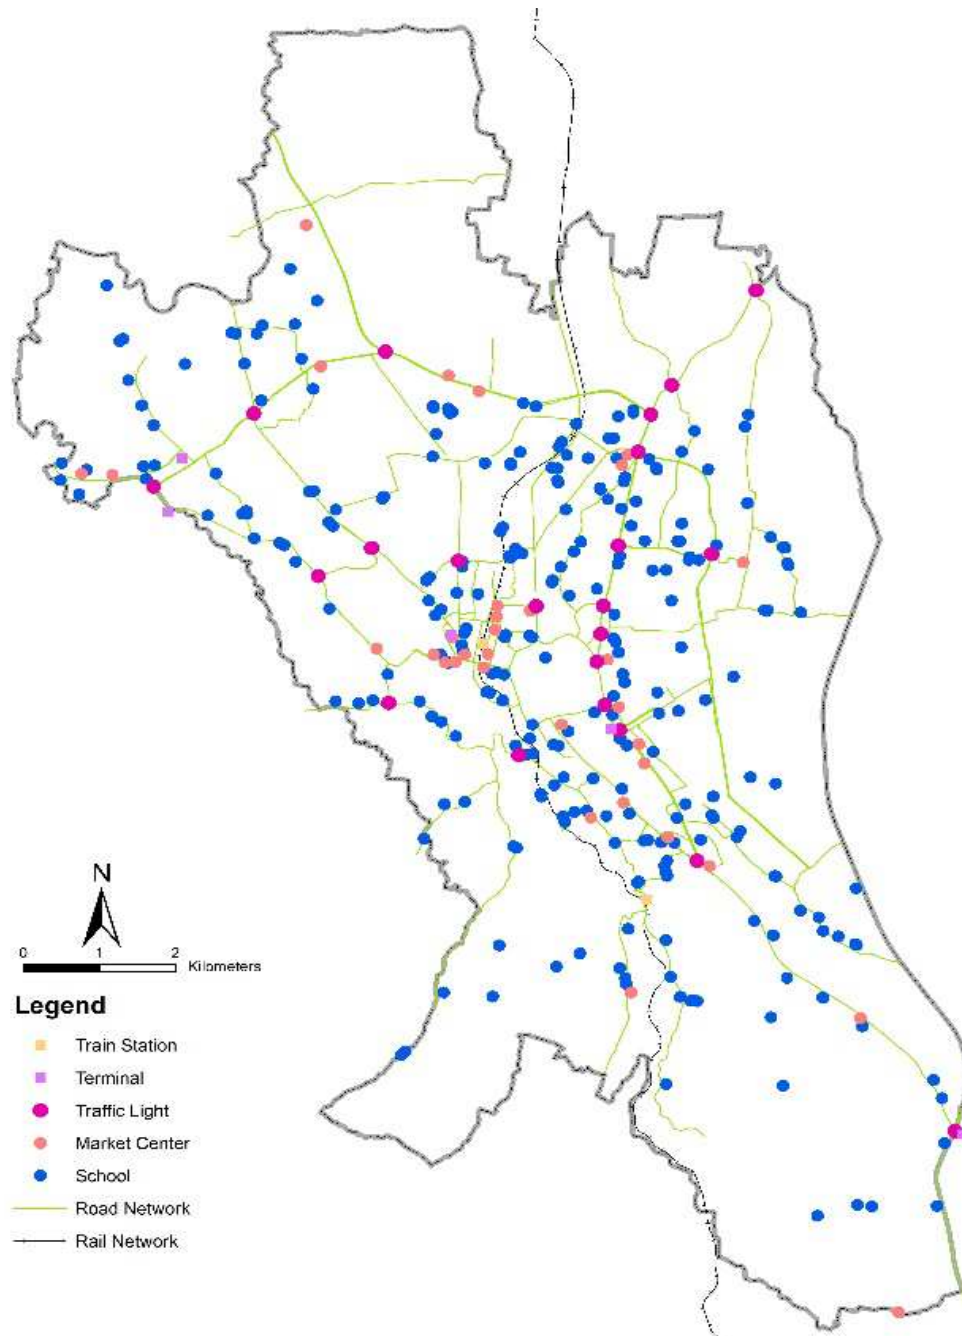 N
0 1 2
Kilometers
Legend
Train Station
Terminal
Traffic Light
Market Center
School
Road Network
Rail Network